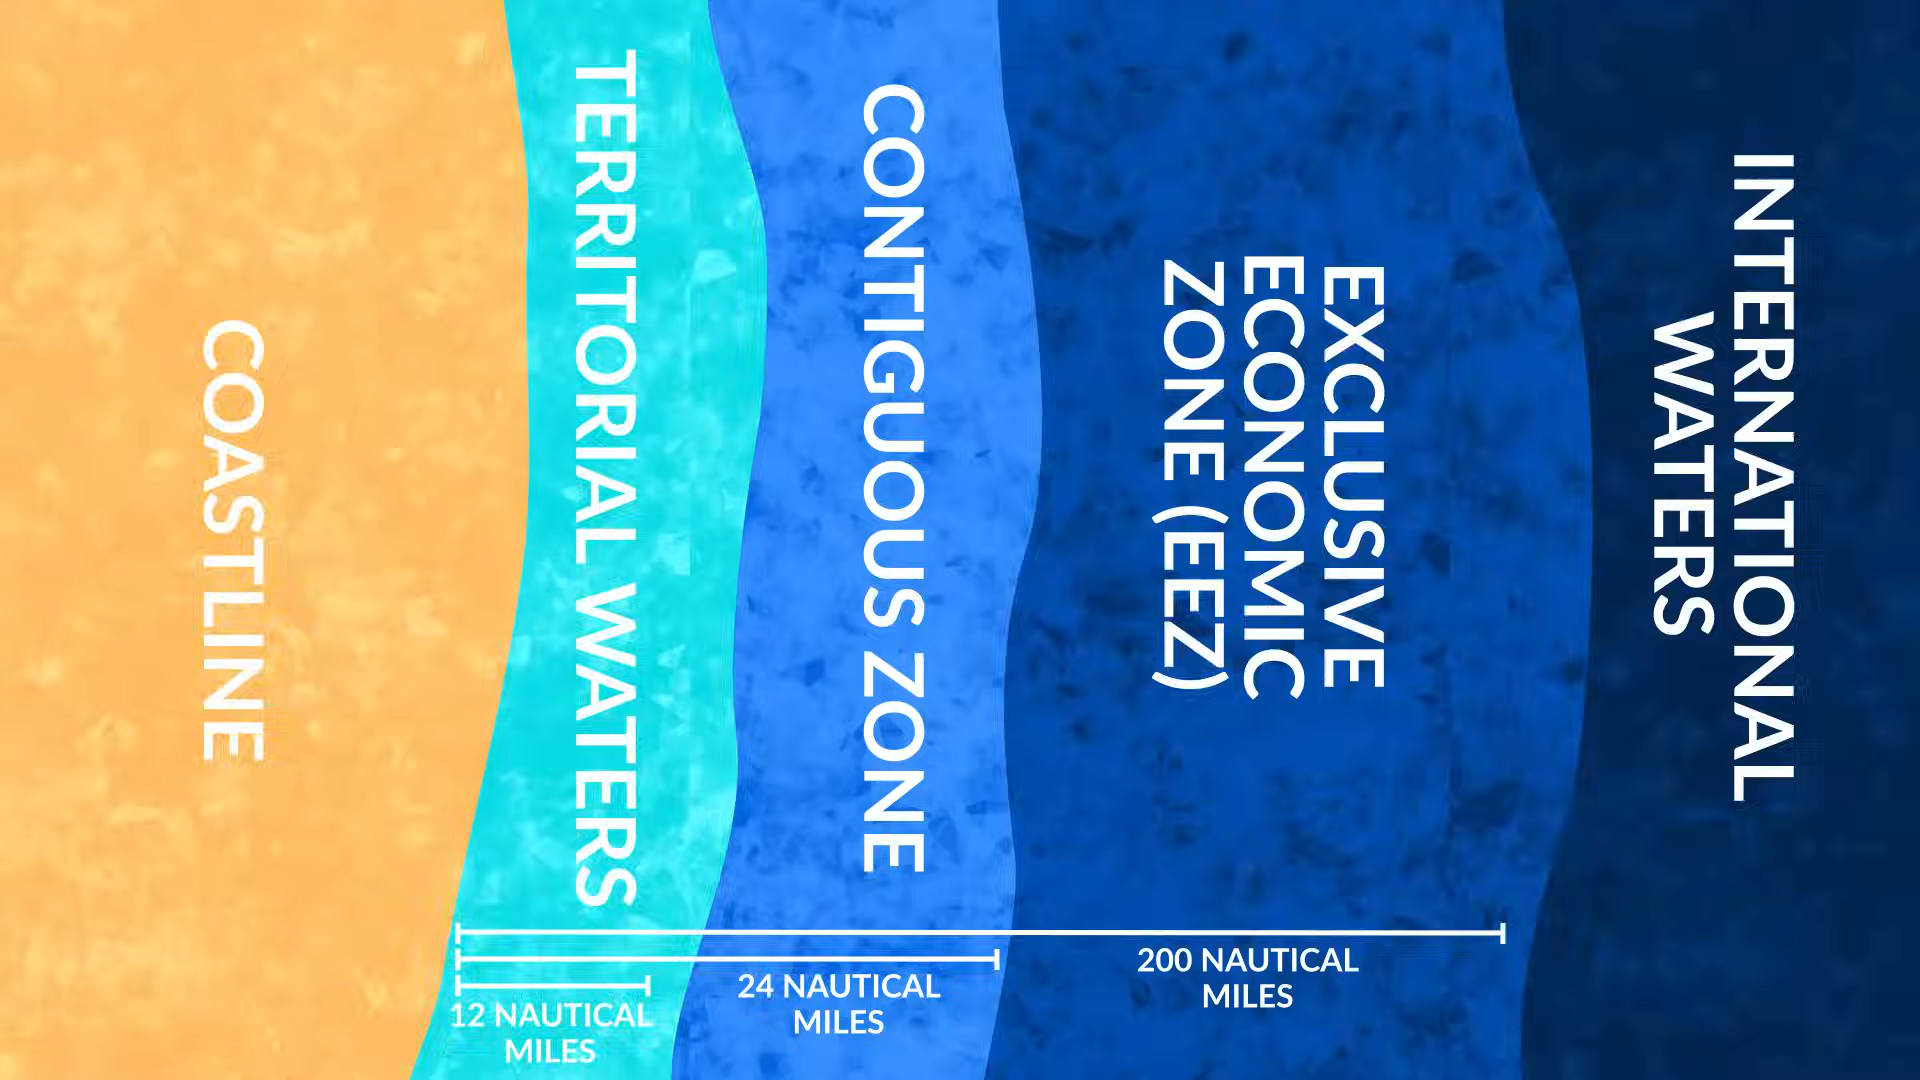 COASTLINE
TERRITORIAL WATERS
CONTIGUOUS ZONE
EXCLUSIVE
ECONOMIC
ZONE (EEZ)
INTERNATIONAL
WATERS
12 NAUTICAL
MILES
24 NAUTICAL
MILES
200 NAUTICAL
MILES